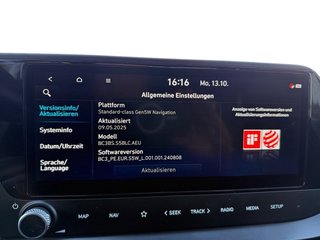 16:16 Mo, 13.10.
Allgemeine Einstellungen
Versionsinfo/
Aktualisieren
Systeminfo
Datum/Uhrzeit
Sprache/
Language
Plattform
Standard-class Gen5W Navigation
Aktualisiert
09.05.2025
Modell
BC3BS.S5BLC.AEU
Softwareversion
BC3_PE.EUR.S5W_L.001.001.240808
Aktualisieren
Anzeige von Softwareversion und
Aktualisierungsinformationen
iF
MAP
NAV
SEEK
TRACK
RADIO
MEDIA
SETUP